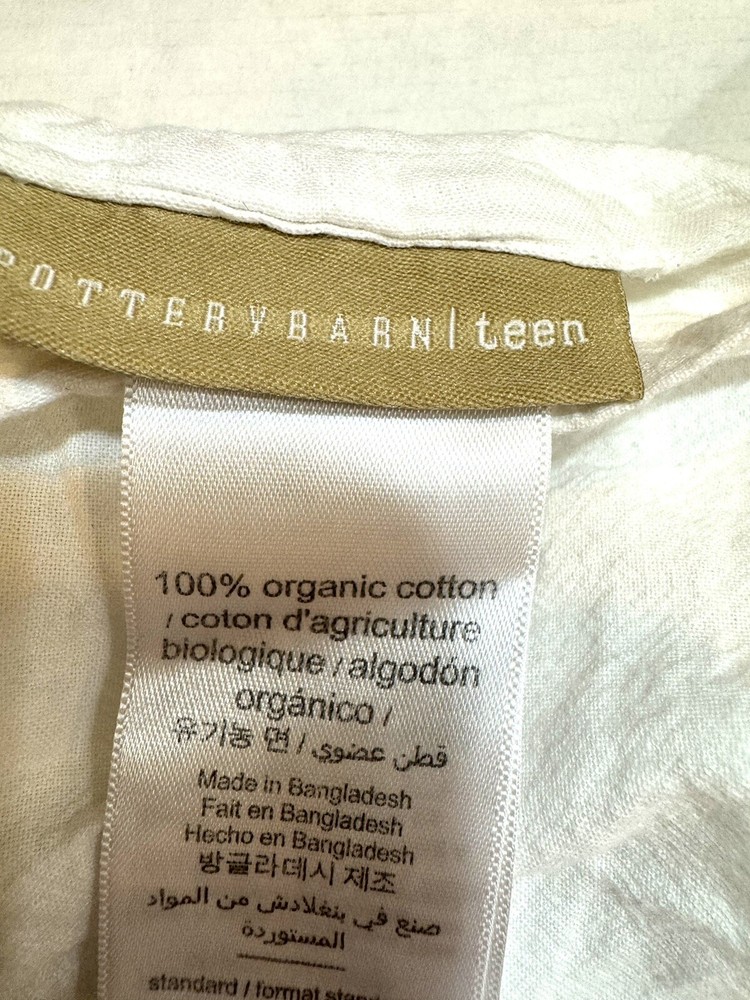 POTTERYBARN | teen
100% organic cotton
/ coton d'agriculture
biologique / algodón
orgánico /
유기농 면 / قطن عضوي
Made in Bangladesh
Fait en Bangladesh
Hecho en Bangladesh
방글라데시 제조
صنع في بنغلادش من المواد
المستوردة
standard / format